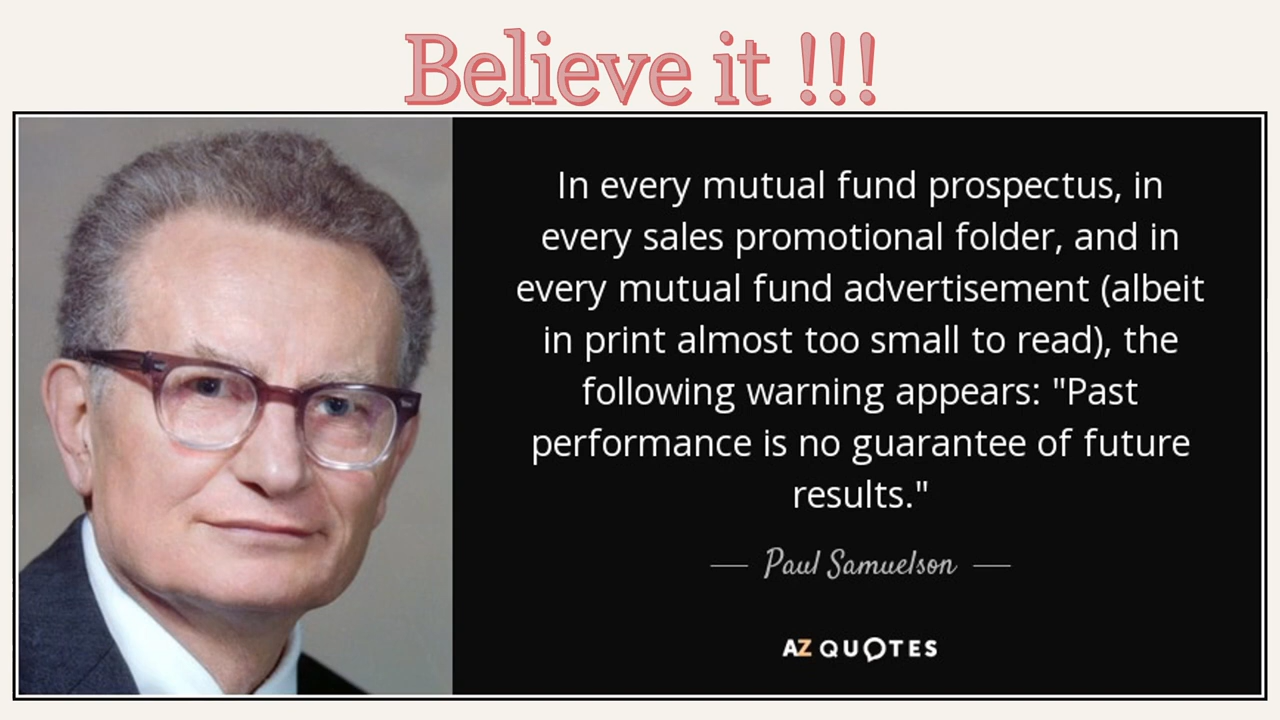 Believe it !!!
In every mutual fund prospectus, in
every sales promotional folder, and in
every mutual fund advertisement (albeit
in print almost too small to read), the
following warning appears: "Past
performance is no guarantee of future
results."
Paul Samuelson
AZ QUOTES